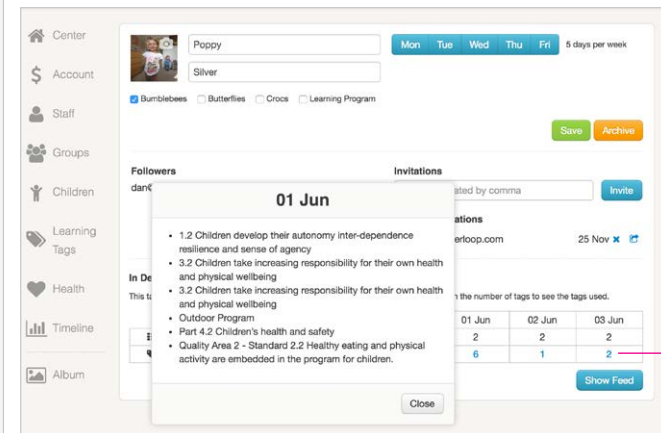 Center
Account
Staff
Groups
Children
Learning
Tags
Health
Timeline
Album
Poppy
Silver
Mon Tue Wed Thu Fri 5 days per week
Bumblebees Butterflies Crocs Learning Program
Save Archive
Followers
Invitations
ated by comma Invite
ations
erloop.com 25 Nov
01 Jun
• 1.2 Children develop their autonomy inter-dependence
resilience and sense of agency
• 3.2 Children take increasing responsibility for their own health
and physical wellbeing
• 3.2 Children take increasing responsibility for their own health
and physical wellbeing
• Outdoor Program
• Part 4.2 Children's health and safety
• Quality Area 2 - Standard 2.2 Healthy eating and physical
activity are embedded in the program for children.
Close
In De
This ta
the number of tags to see the tags used.
01 Jun 02 Jun 03 Jun
2 2 2
6 1 2
Show Feed